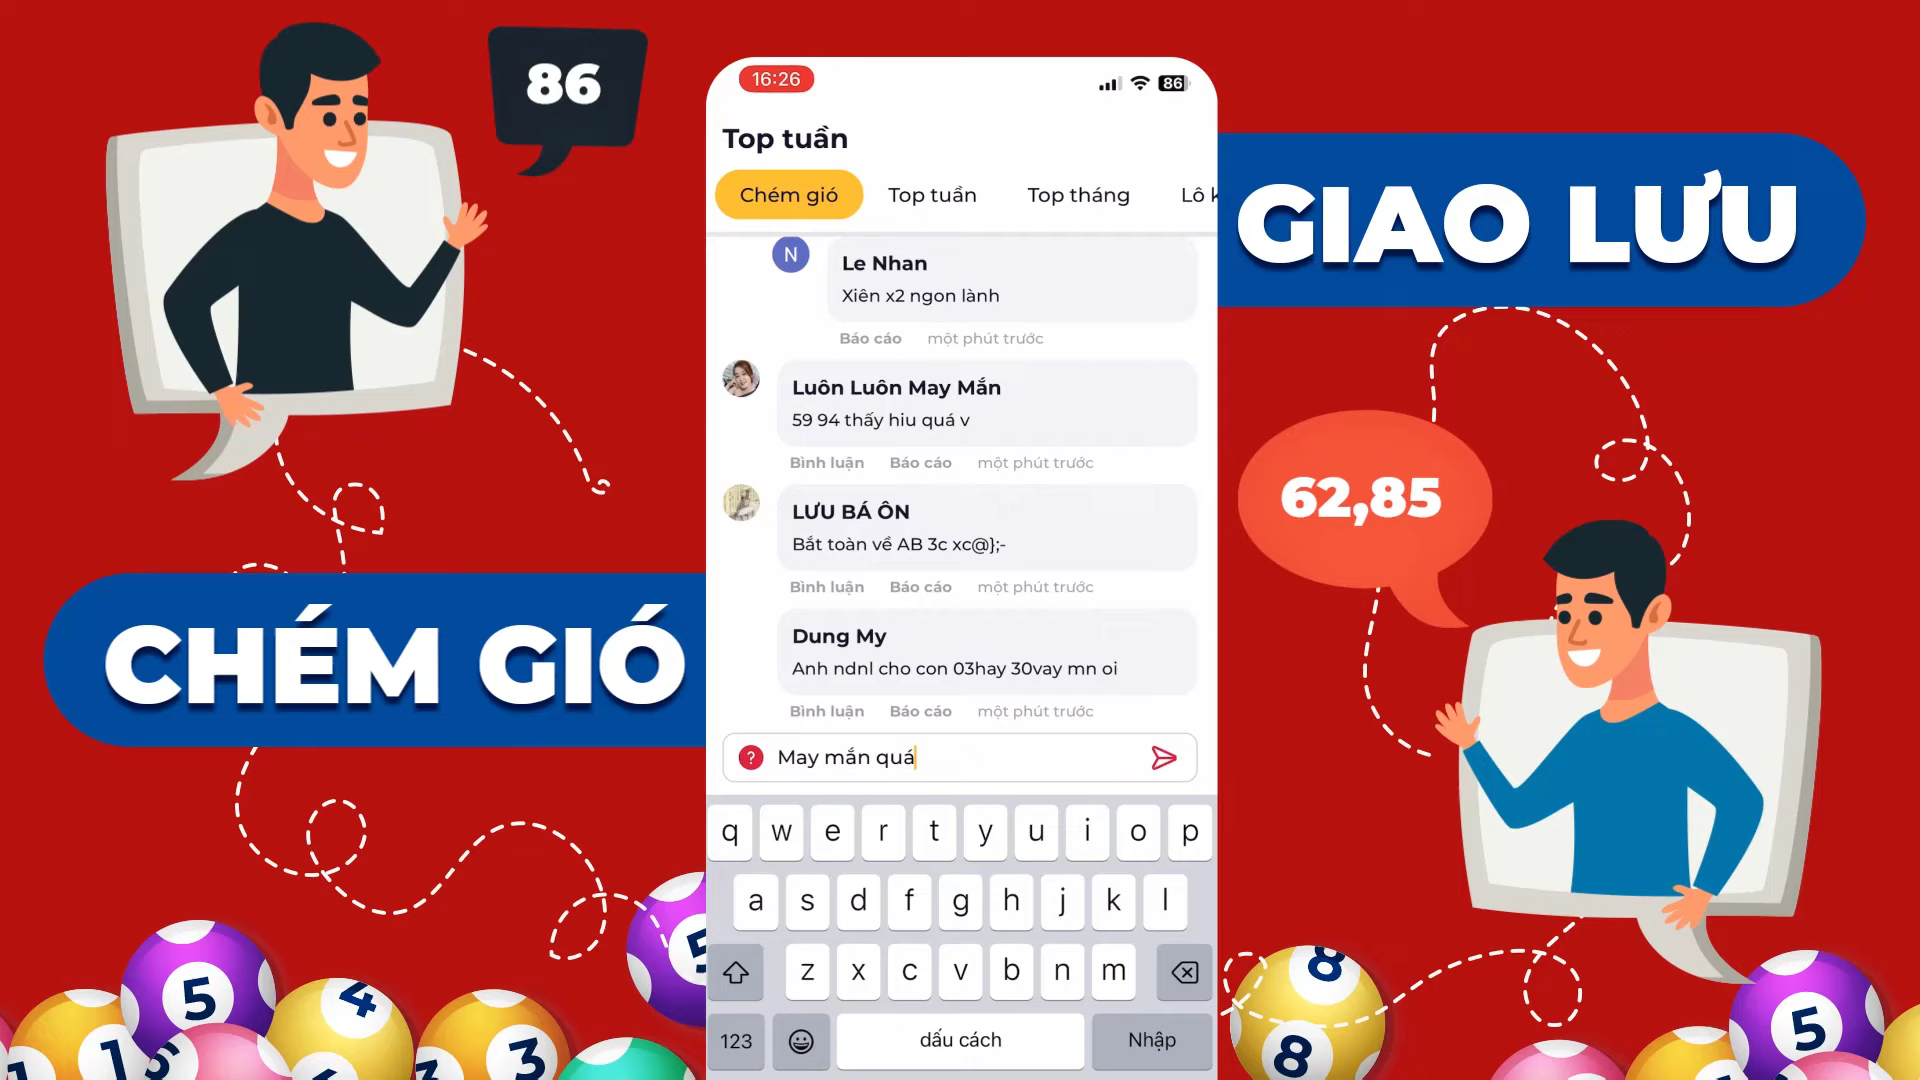 86
16:26
86
Top tuần
Chém gió
Top tuần
Top tháng
Lô
GIAO LƯU
N
Le Nhan
Xiên x2 ngon lành
Báo cáo
một phút trước
Luôn Luôn May Mắn
59 94 thấy hiu quá v
Bình luận
Báo cáo
một phút trước
62,85
LƯU BÁ ÔN
Bắt toàn về AB 3c xc@};-
Bình luận
Báo cáo
một phút trước
CHÉM GIÓ
Dung My
Anh ndnl cho con 03hay 30vay mn oi
Bình luận
Báo cáo
một phút trước
?
May mắn quá
q w e r t y u i o p
a s d f g h j k l
z x c v b n m
123
dấu cách
Nhập
5
4
5
1
3
8
8
5